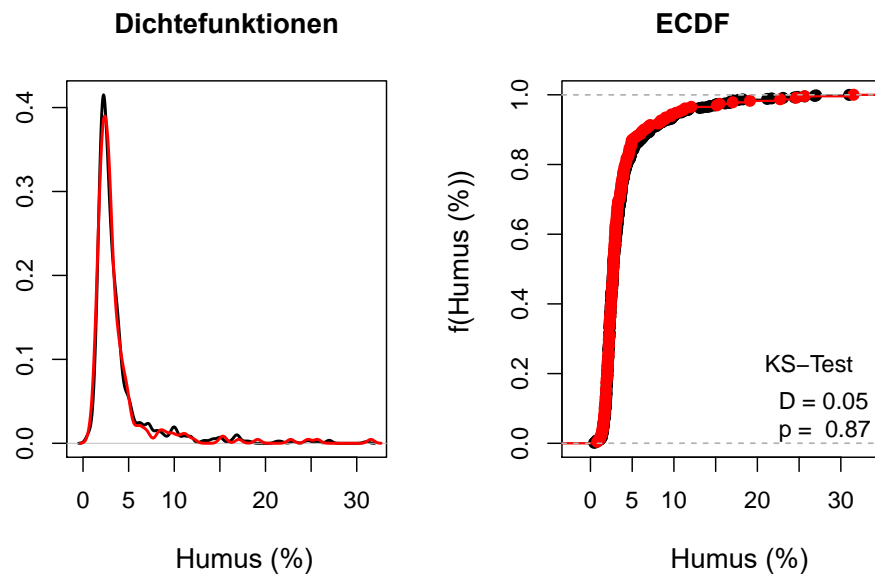 Dichtefunktionen
0.4
0.3
0.2
0.1
0.0
0 5 10 20 30
Humus (%)
ECDF
f(Humus (%))
1.0
0.8
0.6
0.4
0.2
0.0
KS−Test
D = 0.05
p = 0.87
0 5 10 20 30
Humus (%)